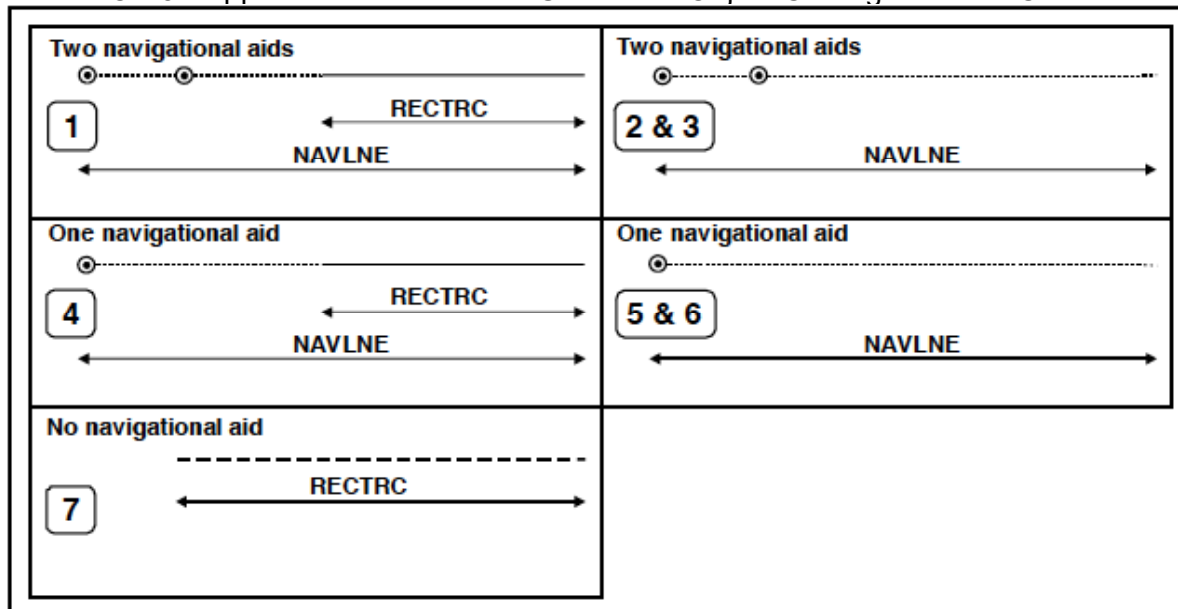 Two navigational aids
1
RECTRC
NAVLNE
Two navigational aids
2 & 3
NAVLNE
One navigational aid
4
RECTRC
NAVLNE
One navigational aid
5 & 6
NAVLNE
No navigational aid
7
RECTRC